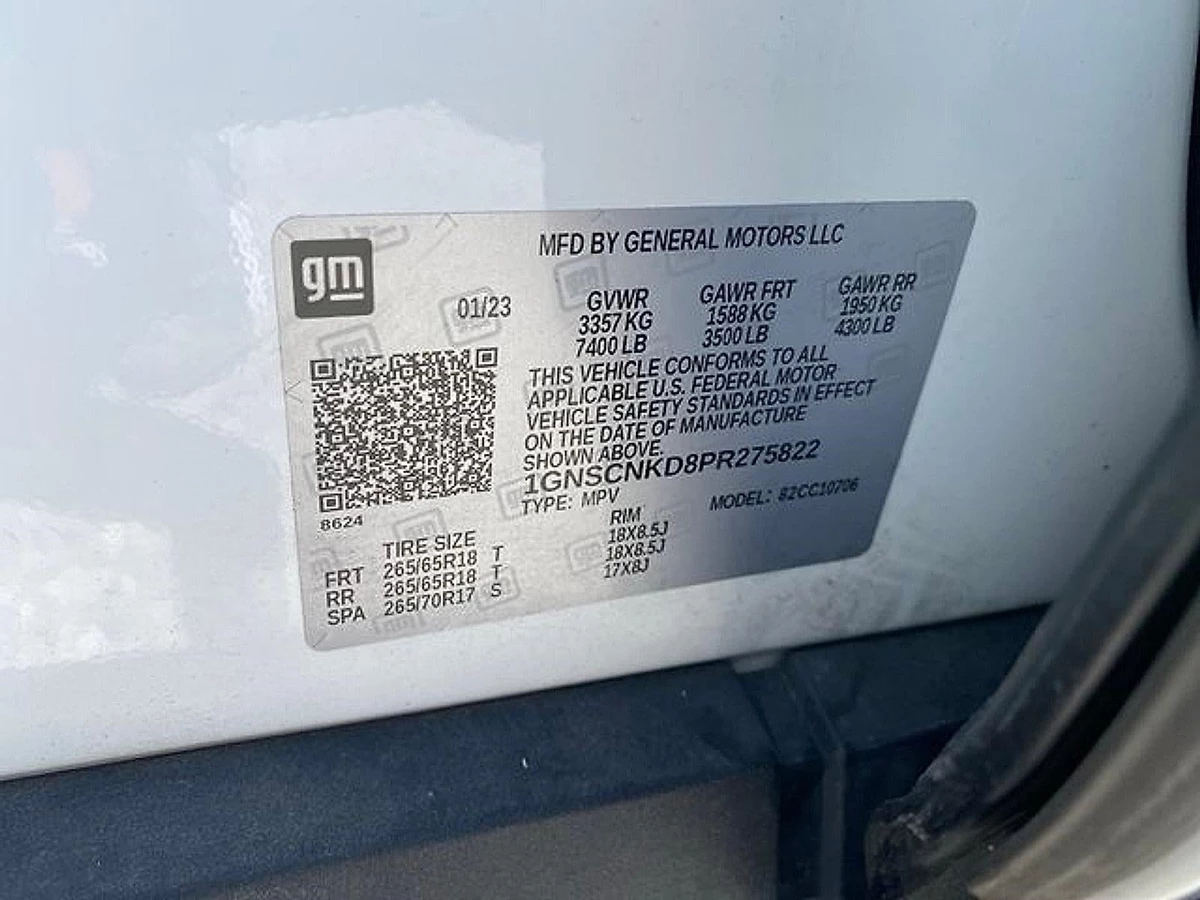 gm
MFD BY GENERAL MOTORS LLC
01/23
GVWR GAWR FRT GAWR RR
3357 KG 1588 KG 1950 KG
7400 LB 3500 LB 4300 LB
THIS VEHICLE CONFORMS TO ALL
APPLICABLE U.S. FEDERAL MOTOR
VEHICLE SAFETY STANDARDS IN EFFECT
ON THE DATE OF MANUFACTURE
SHOWN ABOVE.
1GNSCNKD8PR275822
TYPE: MPV MODEL: 82CC10706
8624
TIRE SIZE RIM
FRT 265/65R18 T 18X8.5J
RR 265/65R18 T 18X8.5J
SPA 265/70R17 S 17X8J